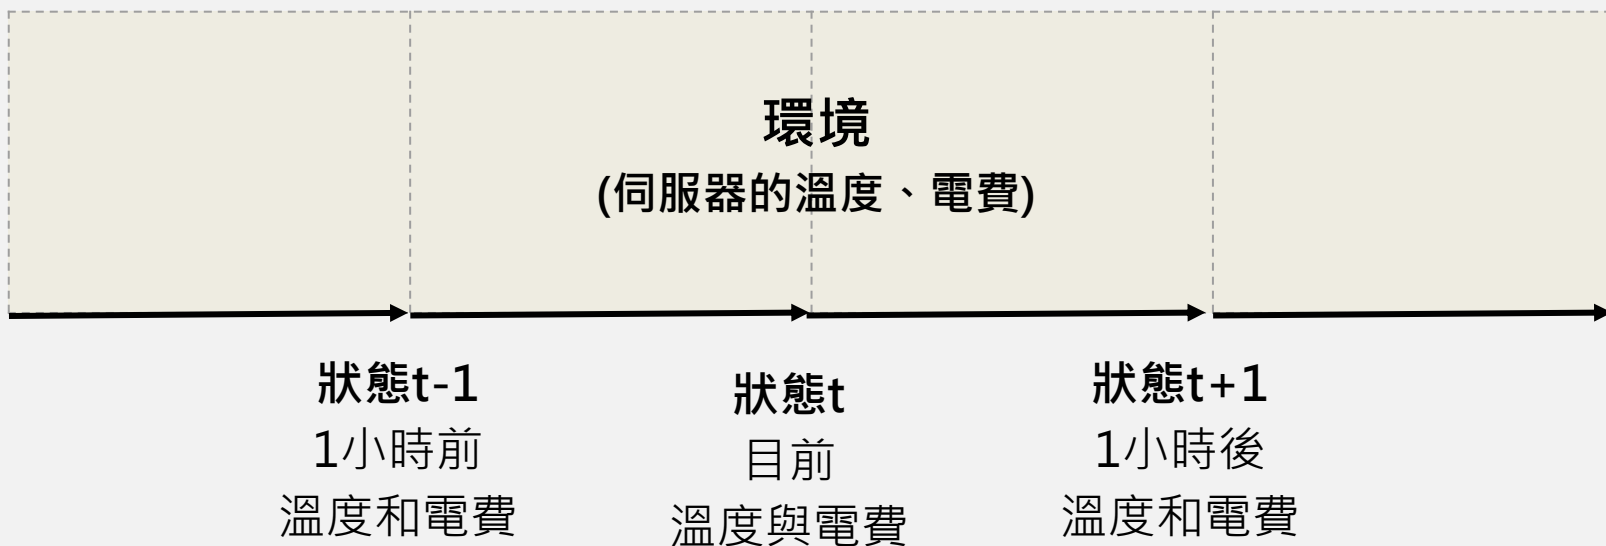 環境
(伺服器的溫度、電費)
狀態t-1
1小時前
溫度和電費
狀態t
目前
溫度與電費
狀態t+1
1小時後
溫度和電費